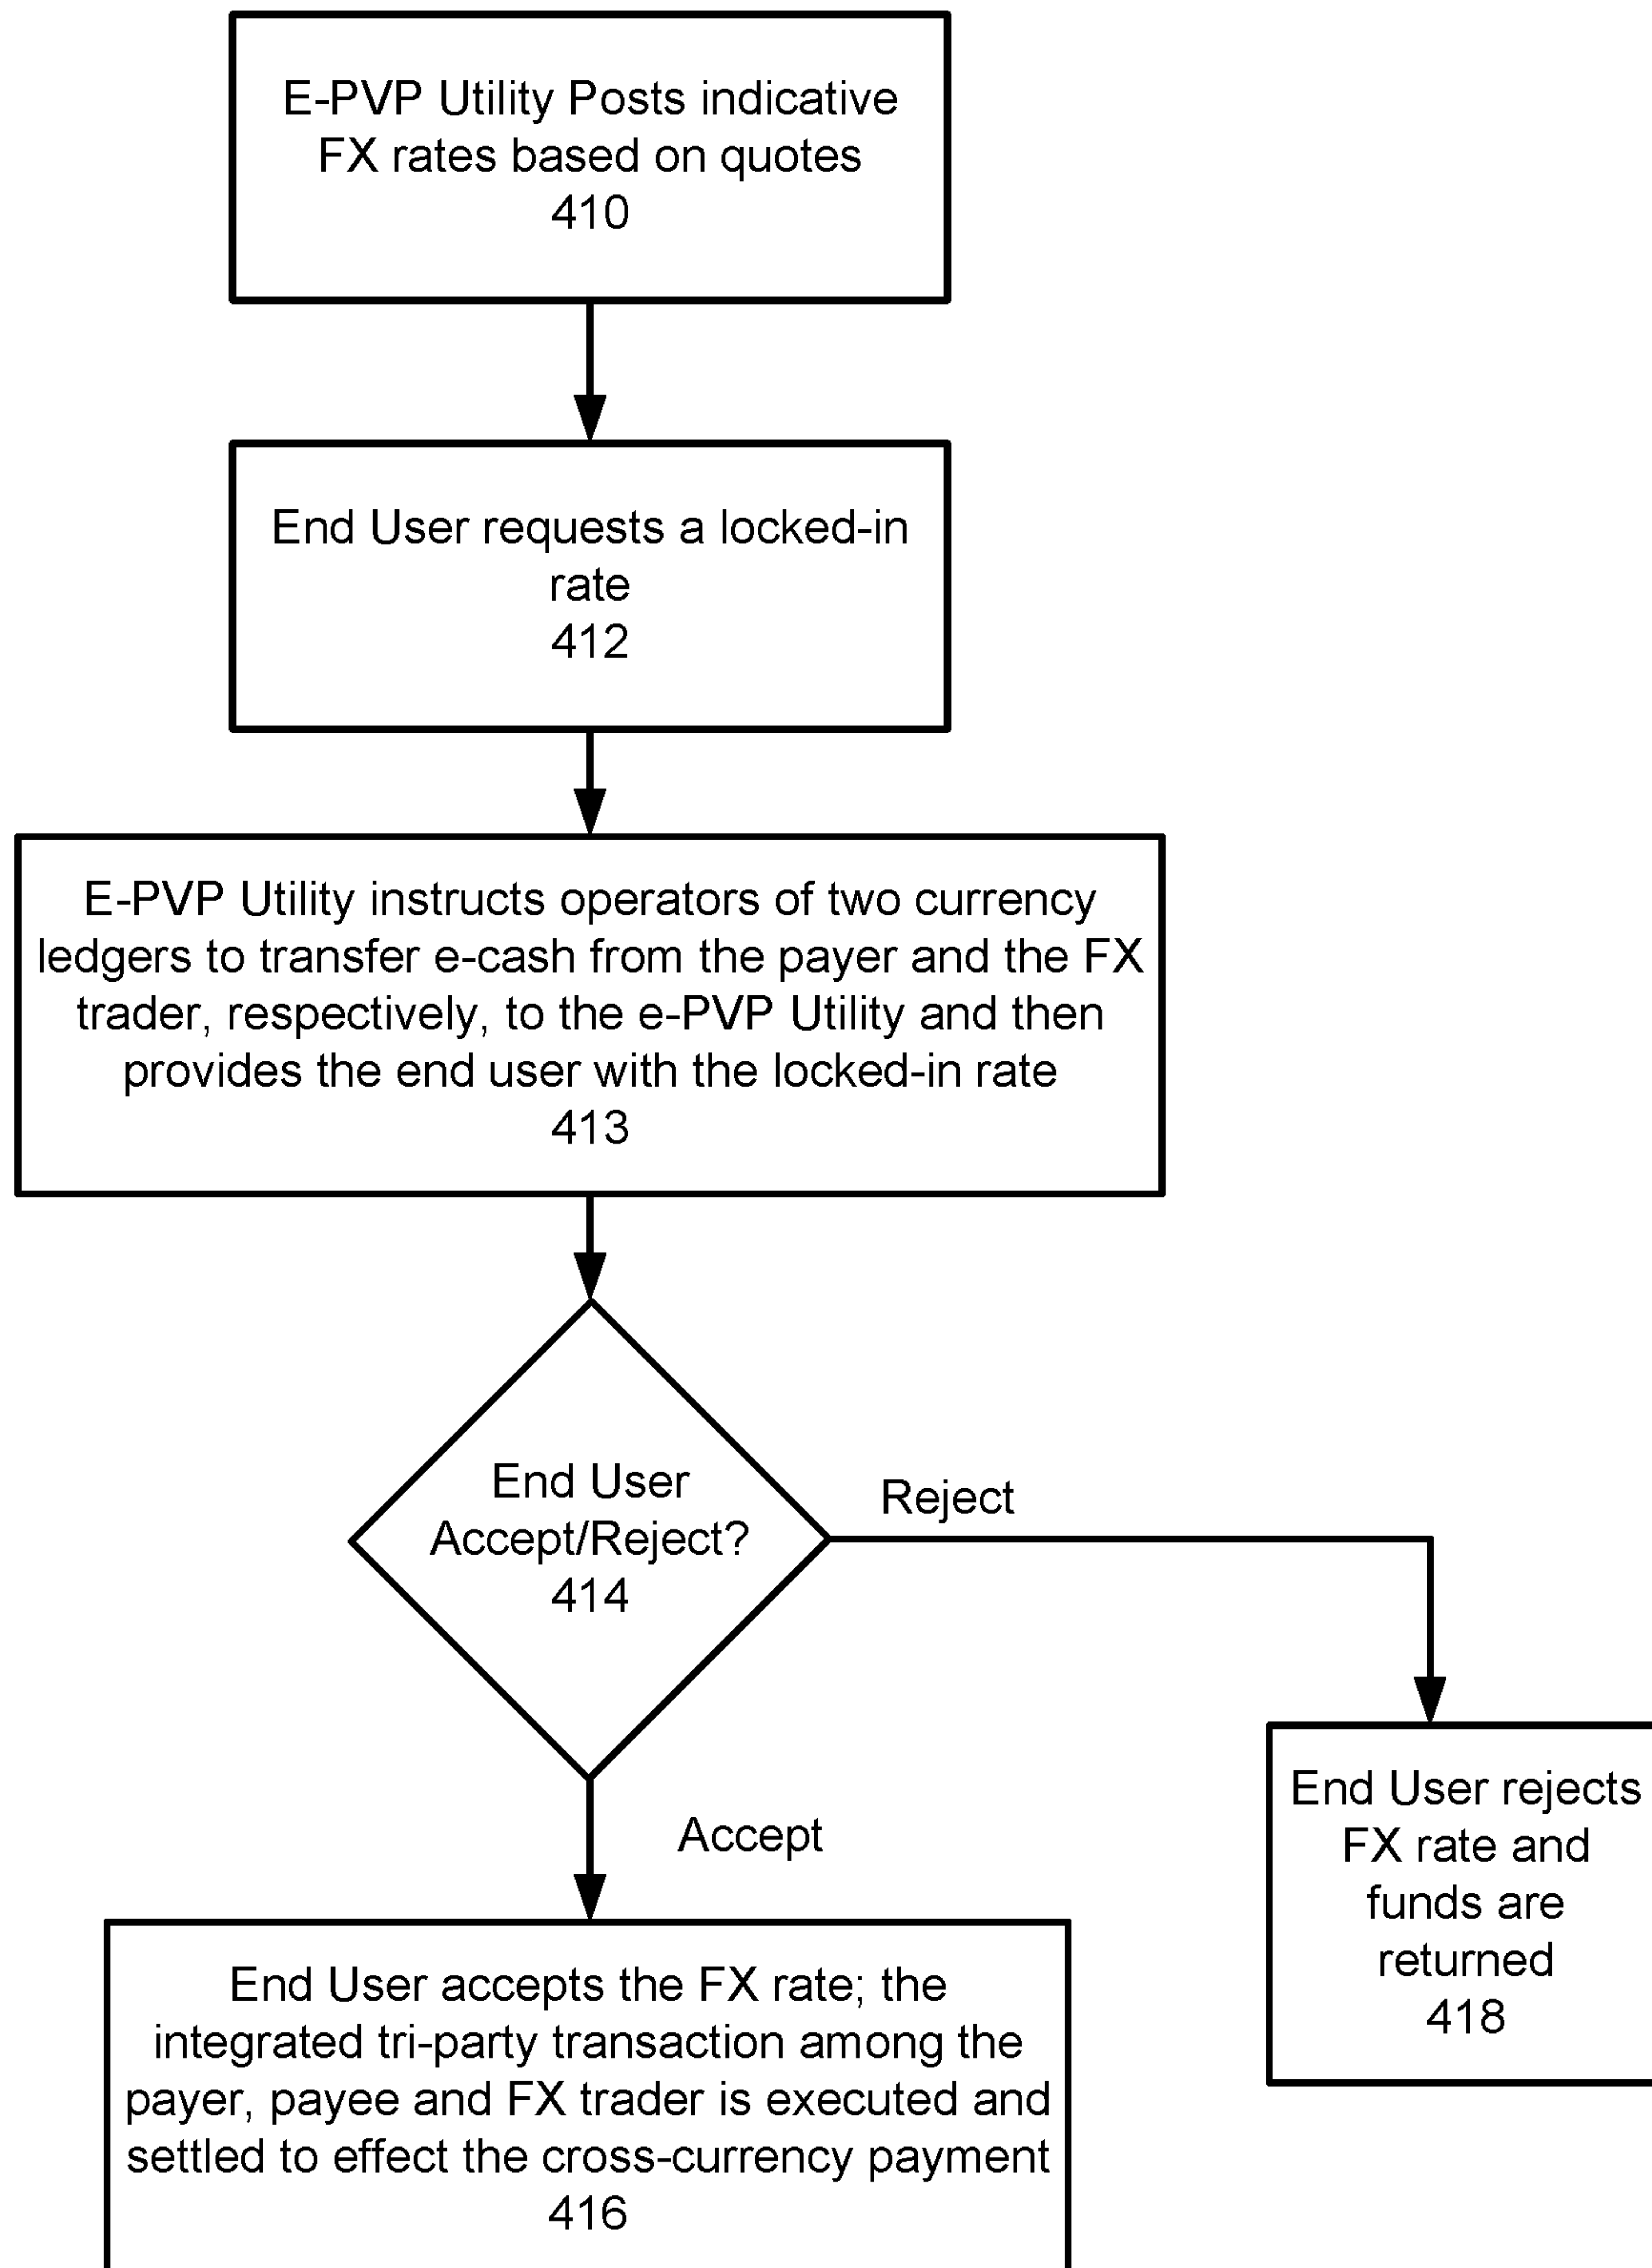 E-PVP Utility Posts indicative
FX rates based on quotes
410
End User requests a locked-in
rate
412
E-PVP Utility instructs operators of two currency
ledgers to transfer e-cash from the payer and the FX
trader, respectively, to the e-PVP Utility and then
provides the end user with the locked-in rate
413
End User
Accept/Reject?
414
Reject
Accept
End User rejects
FX rate and
funds are
returned
418
End User accepts the FX rate; the
integrated tri-party transaction among the
payer, payee and FX trader is executed and
settled to effect the cross-currency payment
416